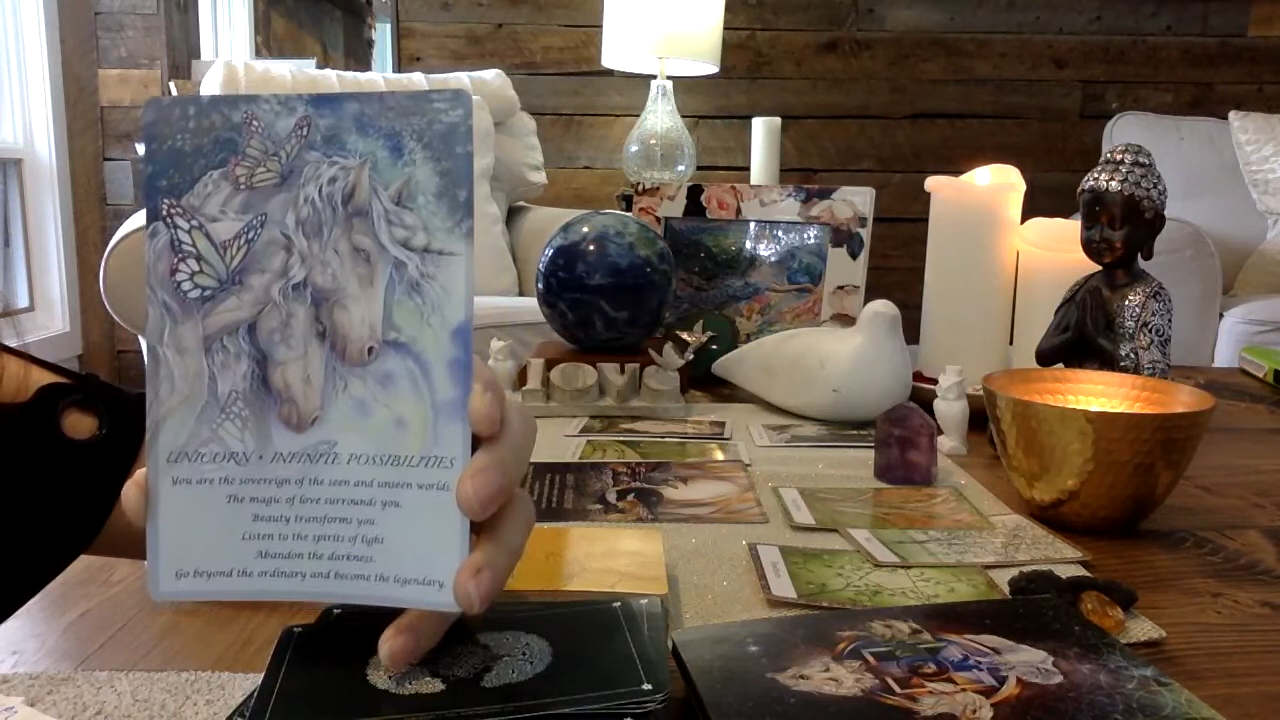 UNICORN • INFINITE POSSIBILITIES
You are the sovereign of the seen and unseen worlds.
The magic of love surrounds you.
Beauty transforms you.
Listen to the spirits of light
Abandon the darkness.
Go beyond the ordinary and become the legendary.
love